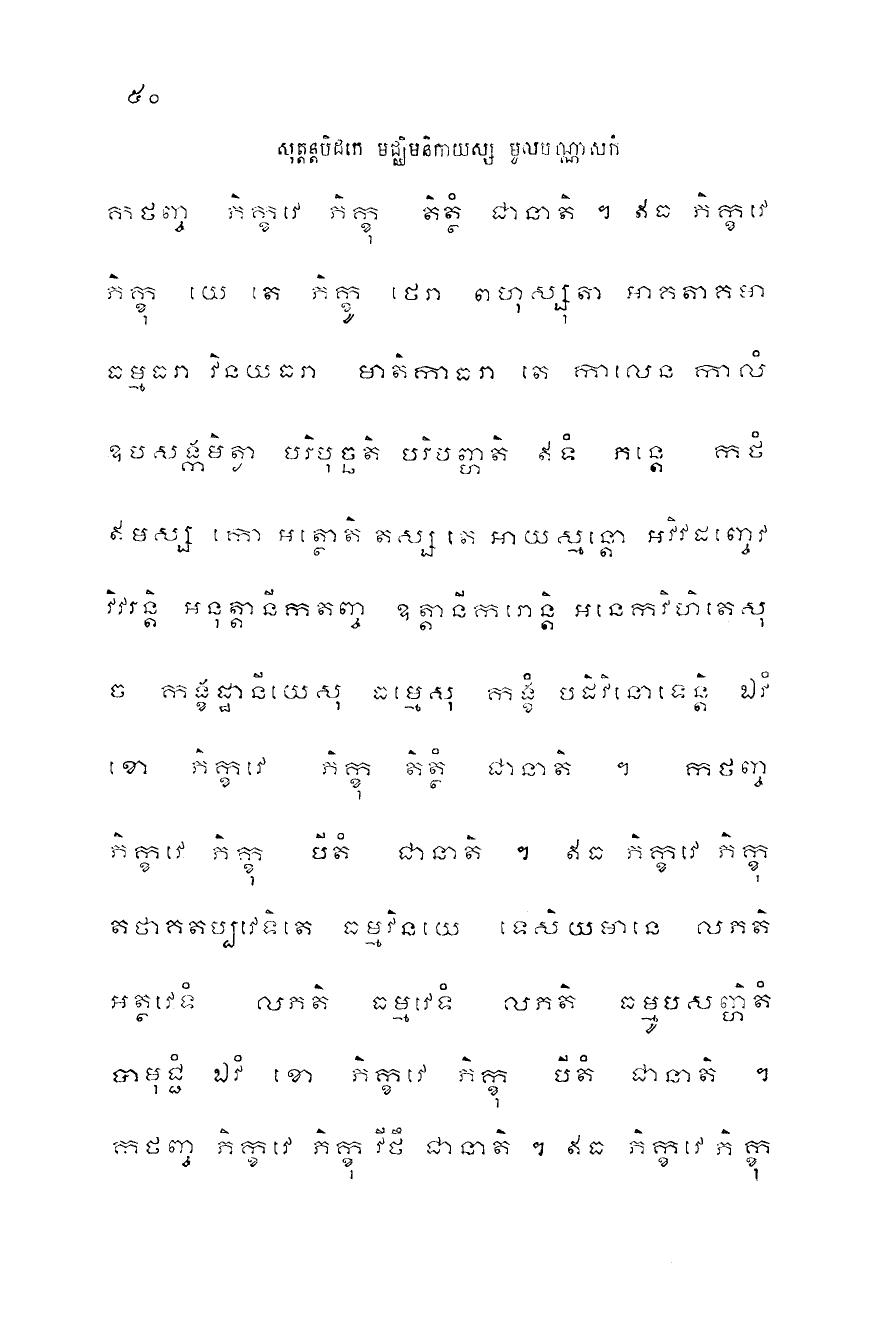 ៥០
សុត្តន្តបិដកេ មជ្ឈិមនិកាយស្ស មូលបណ្ណាសកំ
កថញ្ច ភិក្ខវេ ភិក្ខុ តិត្ថំ ជានាតិ ។ ឥធ ភិក្ខវេ
ភិក្ខុ យេ តេ ភិក្ខូ ថេរា ពហុស្សុតា អាគតាគមា
ធម្មធរា វិនយធរា មាតិកាធរា តេ កាលេន កាលំ
ឧបសង្កមិត្វា បរិបុច្ឆតិ បរិបញ្ហតិ ឥទំ ភន្តេ កថំ
ឥមស្ស កោ អត្ថោតិ តស្ស តេ អាយស្មន្តោ អវិវដញ្ចេវ
វិវរន្តិ អនុត្តានីកតញ្ច ឧត្តានីករោន្តិ អនេកវិហិតេសុ
ច កង្ខដ្ឋានីយេសុ ធម្មេសុ កង្ខំ បដិវិនោទេន្តិ ឯវំ
ខោ ភិក្ខវេ ភិក្ខុ តិត្ថំ ជានាតិ ។ កថញ្ច
ភិក្ខវេ ភិក្ខុ បីតំ ជានាតិ ។ ឥធ ភិក្ខវេ ភិក្ខុ
តថាគតប្បវេទិតេ ធម្មវិនយេ ទេសិយមានេ លភតិ
អត្ថវេទំ លភតិ ធម្មវេទំ លភតិ ធម្មូបសញ្ហិតំ
បាមុជ្ជំ ឯវំ ខោ ភិក្ខវេ ភិក្ខុ បីតំ ជានាតិ ។
កថញ្ច ភិក្ខវេ ភិក្ខុ វីថឹ ជានាតិ ។ ឥធ ភិក្ខវេ ភិក្ខុ